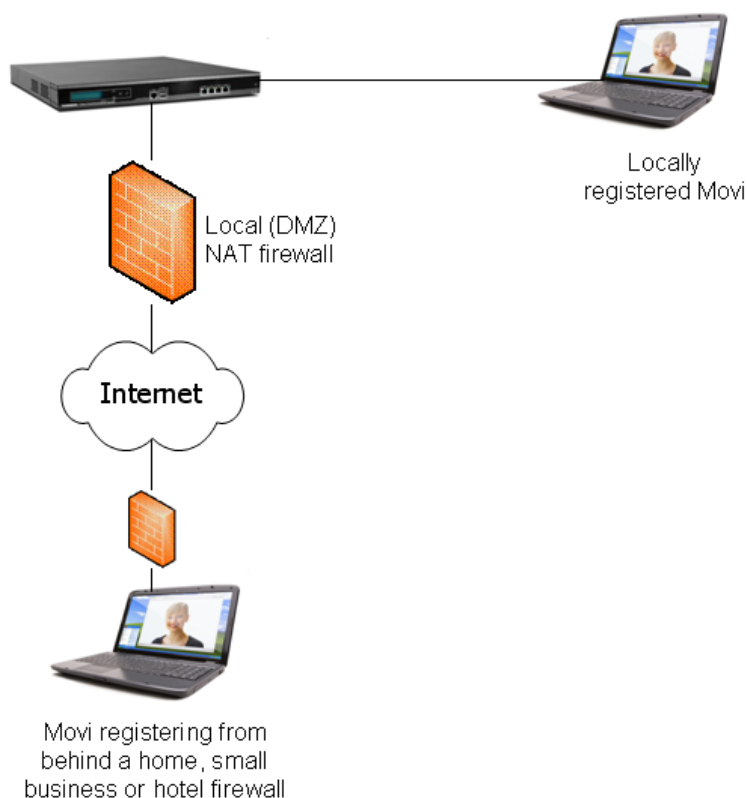 Locally
registered Movi
Local (DMZ)
NAT firewall
Internet
Movi registering from
behind a home, small
business or hotel firewall